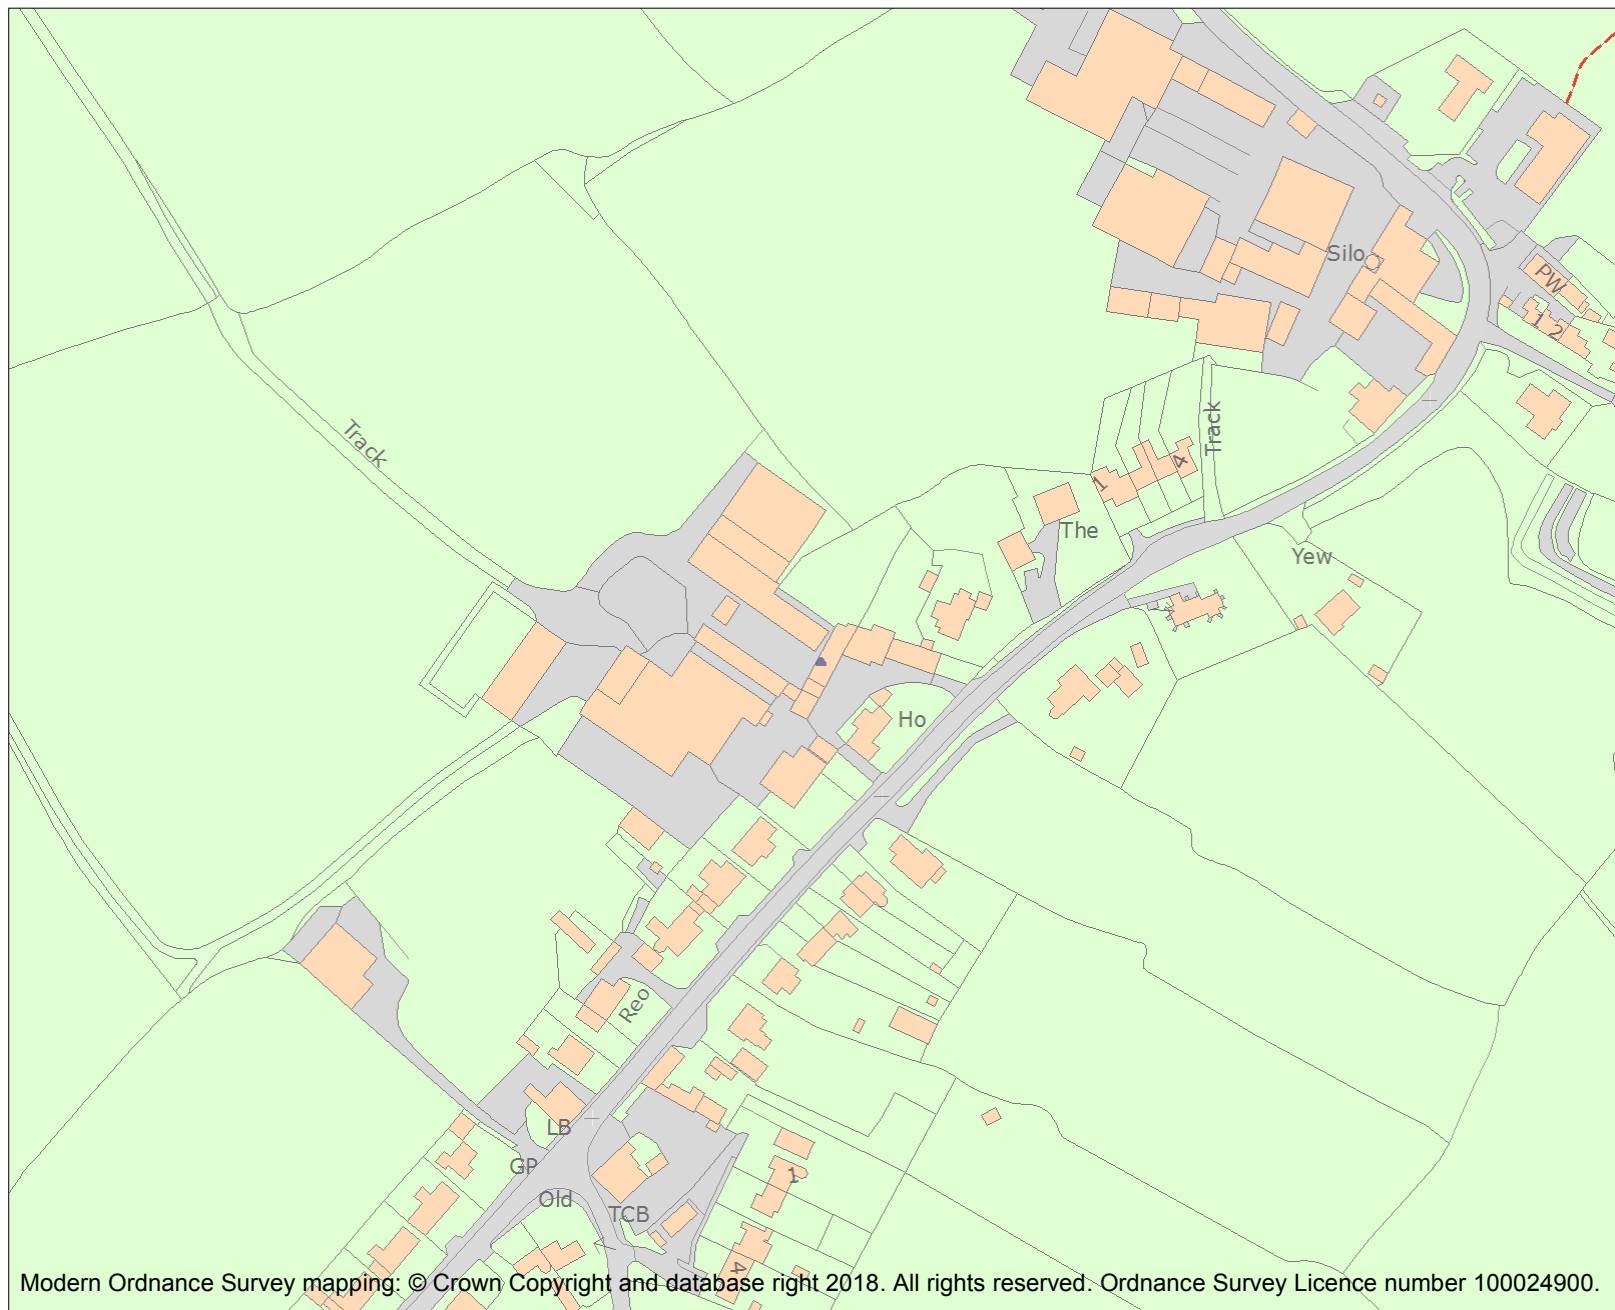 Silo
PW
1 2
Track
Track
1
4
The
Yew
Ho
Reo
LB
GP
Old
TCB
1
4
Modern Ordnance Survey mapping: © Crown Copyright and database right 2018. All rights reserved. Ordnance Survey Licence number 100024900.